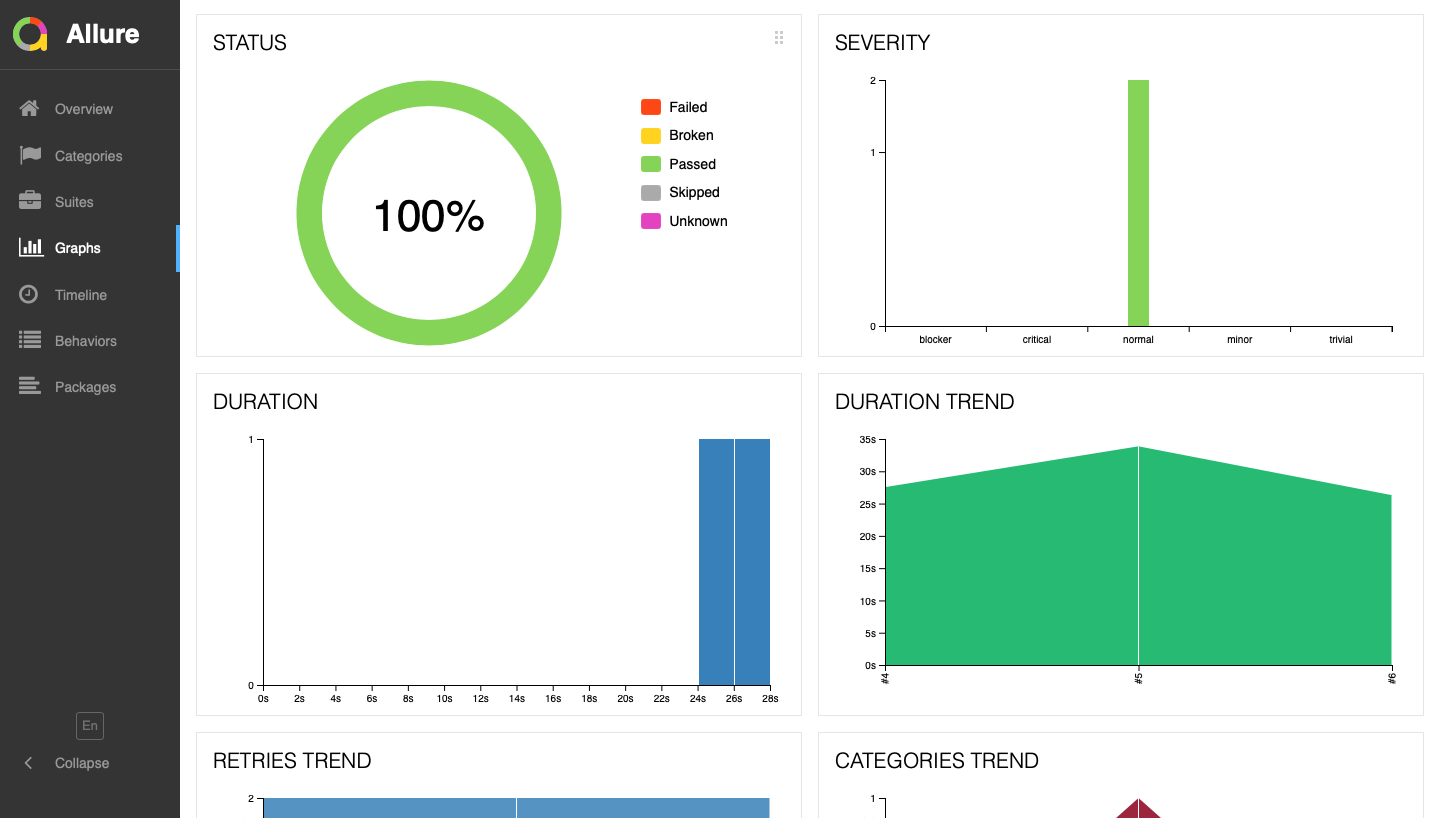 Allure
Overview
Categories
Suites
Graphs
Timeline
Behaviors
Packages
En
Collapse
STATUS
100%
Failed
Broken
Passed
Skipped
Unknown
SEVERITY
2
1
0
blocker critical normal minor trivial
DURATION
1
0
0s 2s 4s 6s 8s 10s 12s 14s 16s 18s 20s 22s 24s 26s 28s
DURATION TREND
35s
30s
25s
20s
15s
10s
5s
0s
#4 #5 #6
RETRIES TREND
2
CATEGORIES TREND
1